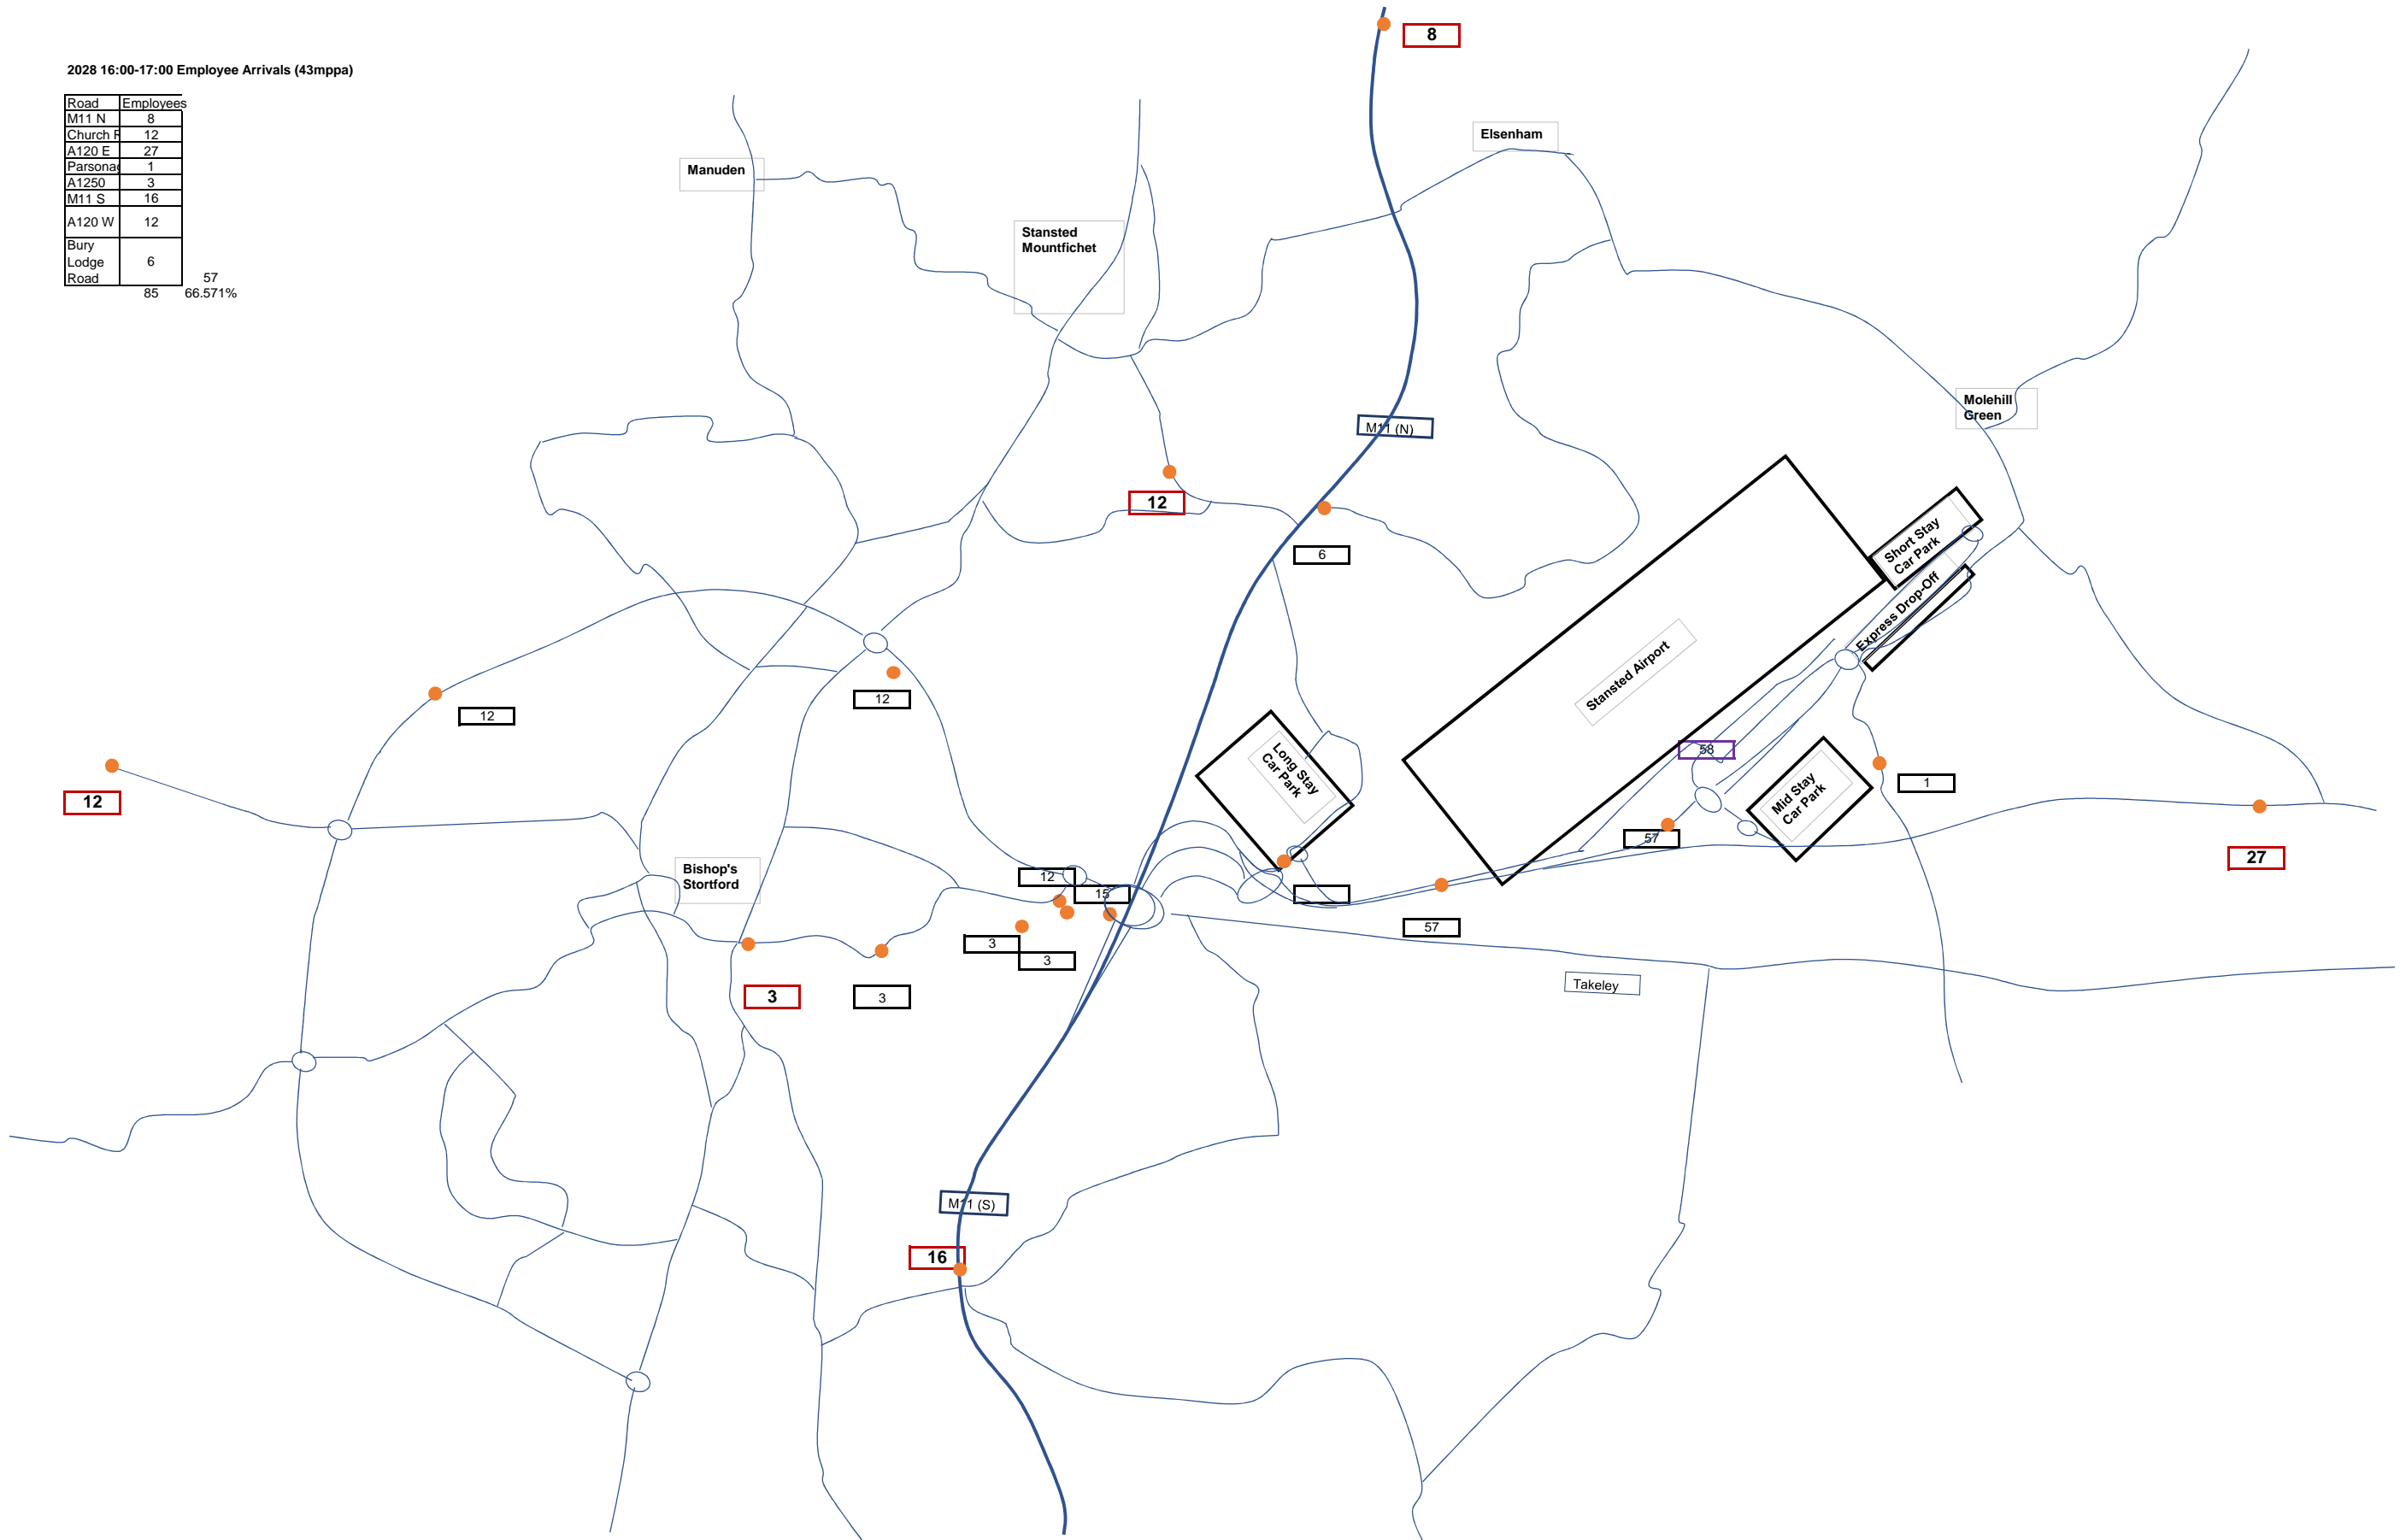 8
2028 16:00-17:00 Employee Arrivals (43mppa)
Road Employees
M11 N 8
Church R 12
A120 E 27
Parsonag 1
A1250 3
M11 S 16
A120 W 12
Bury
Lodge 6
Road 57
85 66.571%
Elsenham
Manuden
Stansted
Mountfichet
Molehill
Green
M11 (N)
12
6
Short Stay
Car Park
Express Drop-Off
Stansted Airport
12
12
Long Stay
Car Park
58
Mid Stay
Car Park
1
12
57
27
Bishop's
Stortford
12
15
57
3
3
3
3
Takeley
M11 (S)
16